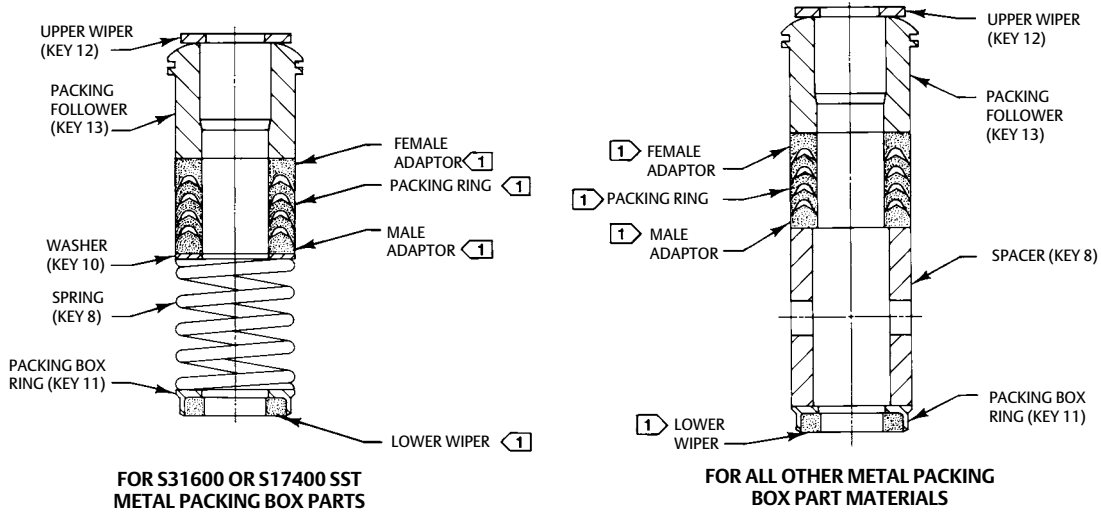 UPPER WIPER
(KEY 12)
PACKING
FOLLOWER
(KEY 13)
FEMALE
ADAPTOR 1
PACKING RING 1
MALE
ADAPTOR 1
WASHER
(KEY 10)
SPRING
(KEY 8)
PACKING BOX
RING (KEY 11)
LOWER WIPER 1
FOR S31600 OR S17400 SST
METAL PACKING BOX PARTS
UPPER WIPER
(KEY 12)
PACKING
FOLLOWER
(KEY 13)
1 FEMALE
ADAPTOR
1 PACKING RING
1 MALE
ADAPTOR
SPACER (KEY 8)
PACKING BOX
RING (KEY 11)
1 LOWER
WIPER
FOR ALL OTHER METAL PACKING
BOX PART MATERIALS